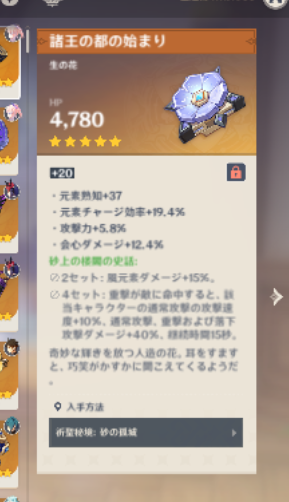 諸王の都の始まり
生の花
HP
4,780
+20
・元素熟知+37
・元素チャージ効率+19.4%
・攻撃力+5.8%
・会心ダメージ+12.4%
砂上の楼閣の史話:
2セット: 風元素ダメージ+15%。
4セット: 重撃が敵に命中すると、該
当キャラクターの通常攻撃の攻撃速
度+10%、通常攻撃、重撃および落下
攻撃ダメージ+40%、継続時間15秒。
奇妙な輝きを放つ人造の花。耳をすます
と、巧笑がかすかに聞こえてくるようだ
。
入手方法
祈聖秘境: 砂の孤城